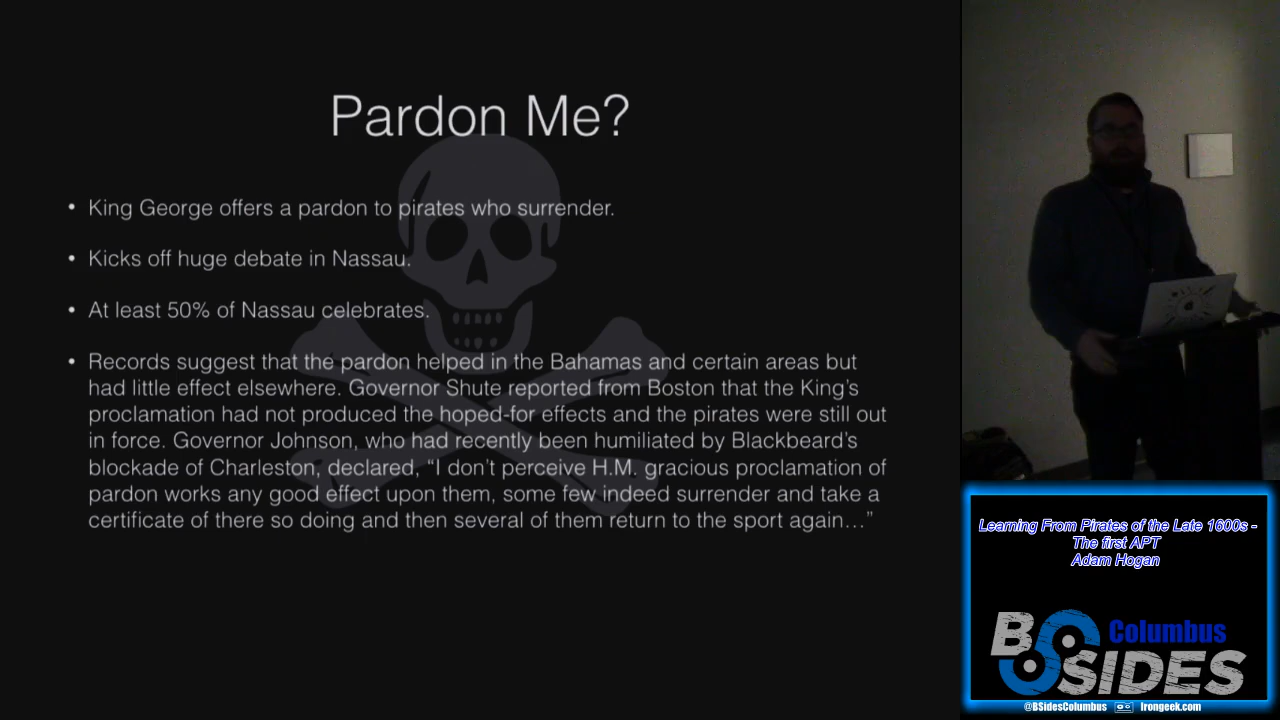 Pardon Me?
• King George offers a pardon to pirates who surrender.
• Kicks off huge debate in Nassau.
• At least 50% of Nassau celebrates.
• Records suggest that the pardon helped in the Bahamas and certain areas but
had little effect elsewhere. Governor Shute reported from Boston that the King’s
proclamation had not produced the hoped-for effects and the pirates were still out
in force. Governor Johnson, who had recently been humiliated by Blackbeard’s
blockade of Charleston, declared, “I don’t perceive H.M. gracious proclamation of
pardon works any good effect upon them, some few indeed surrender and take a
certificate of there so doing and then several of them return to the sport again…”
Learning From Pirates of the Late 1600s -
The first APT
Adam Hogan
BSIDES
Columbus
@BSidesColumbus
Irongeek.com